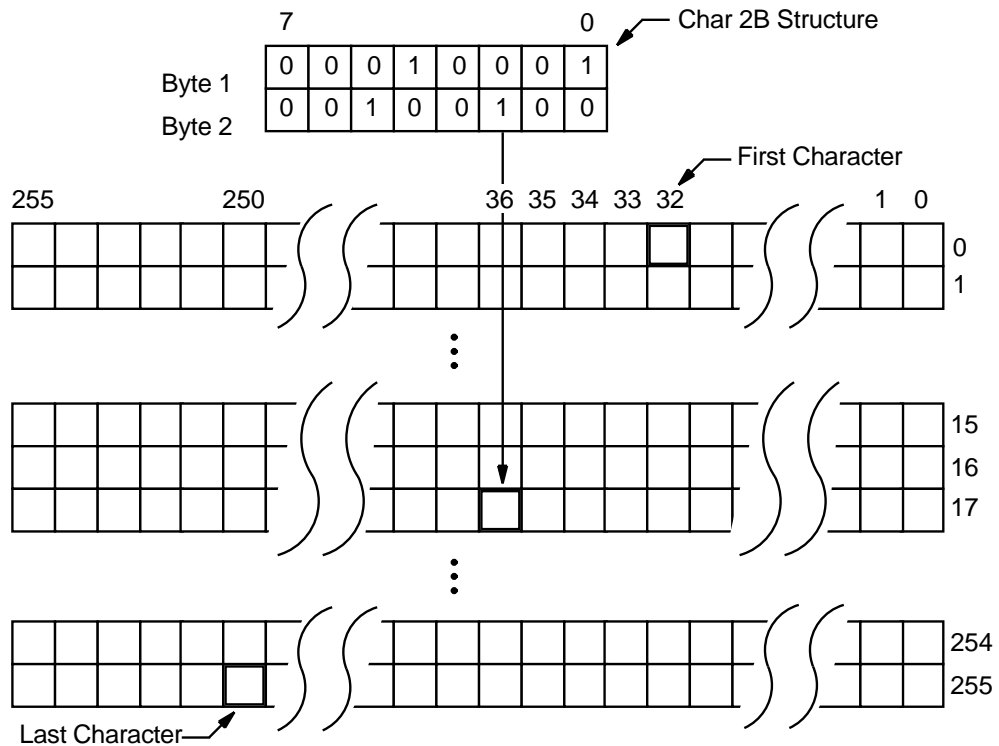 7 0 Char 2B Structure
Byte 1 0 0 0 1 0 0 0 1
Byte 2 0 0 1 0 0 1 0 0
First Character
255 250 36 35 34 33 32 1 0
0
1
15
16
17
254
255
Last Character